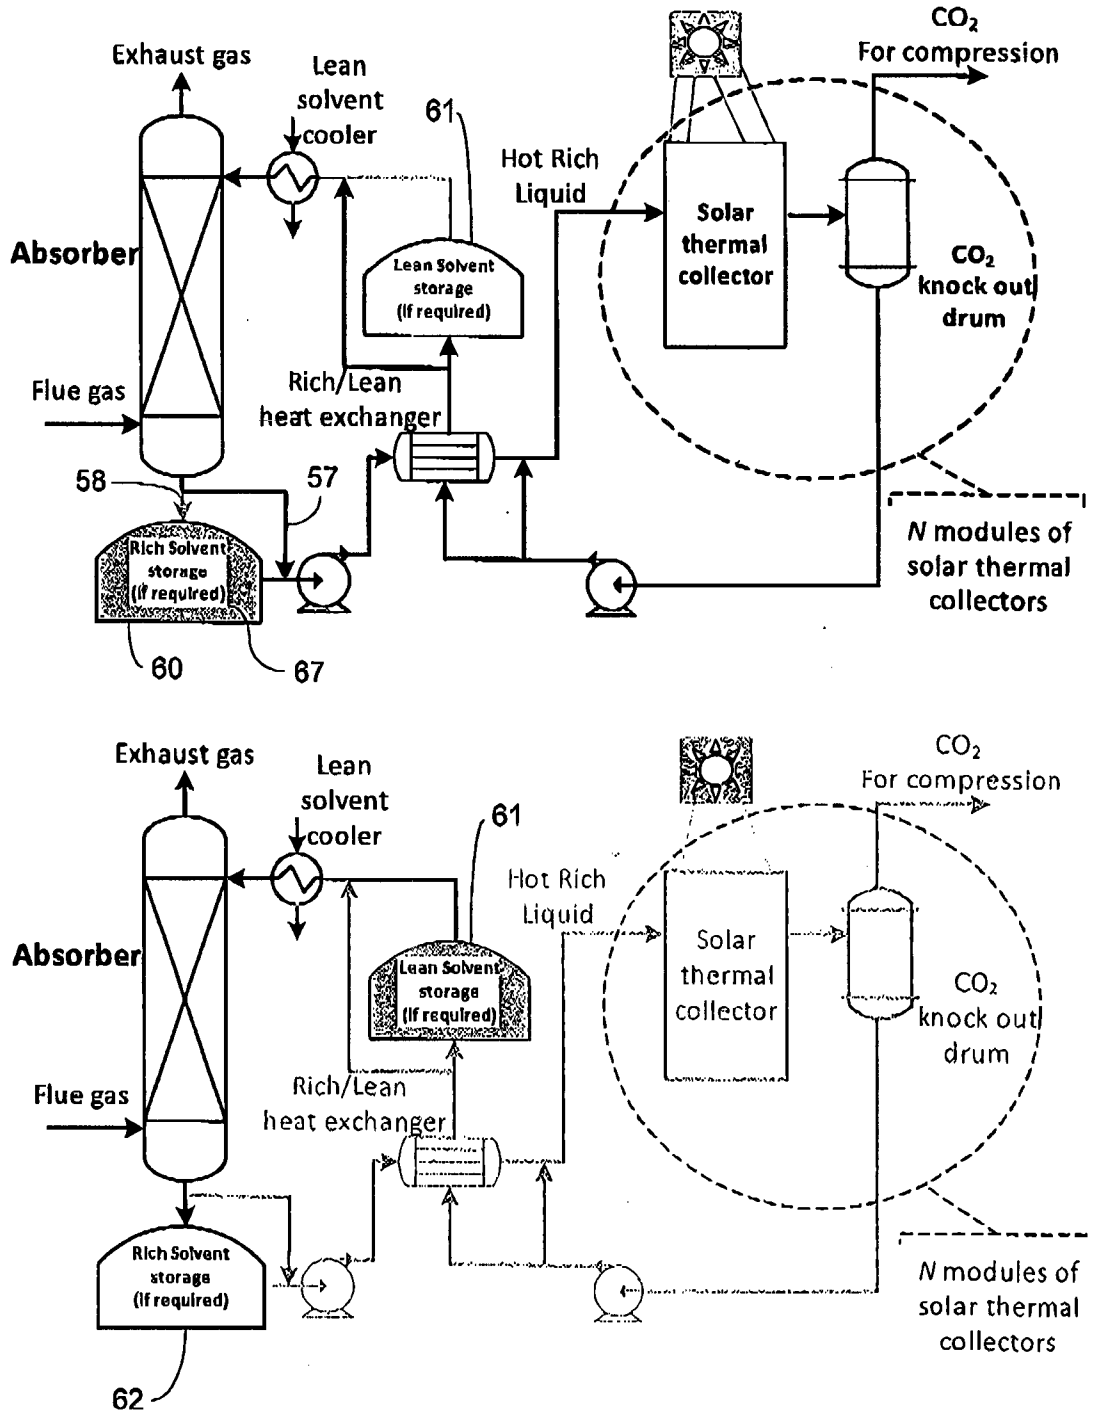 Exhaust gas
Lean
solvent
cooler
61
CO2
For compression
Hot Rich
Liquid
Absorber
Solar
thermal
collector
Lean Solvent
storage
(If required)
CO2
knock out
drum
Flue gas
Rich/Lean
heat exchanger
58
57
Rich Solvent
storage
(If required)
N modules of
solar thermal
collectors
60
67
Exhaust gas
Lean
solvent
cooler
61
CO2
For compression
Hot Rich
Liquid
Absorber
Solar
thermal
collector
Lean Solvent
storage
(If required)
CO2
knock out
drum
Flue gas
Rich/Lean
heat exchanger
Rich Solvent
storage
(If required)
N modules of
solar thermal
collectors
62